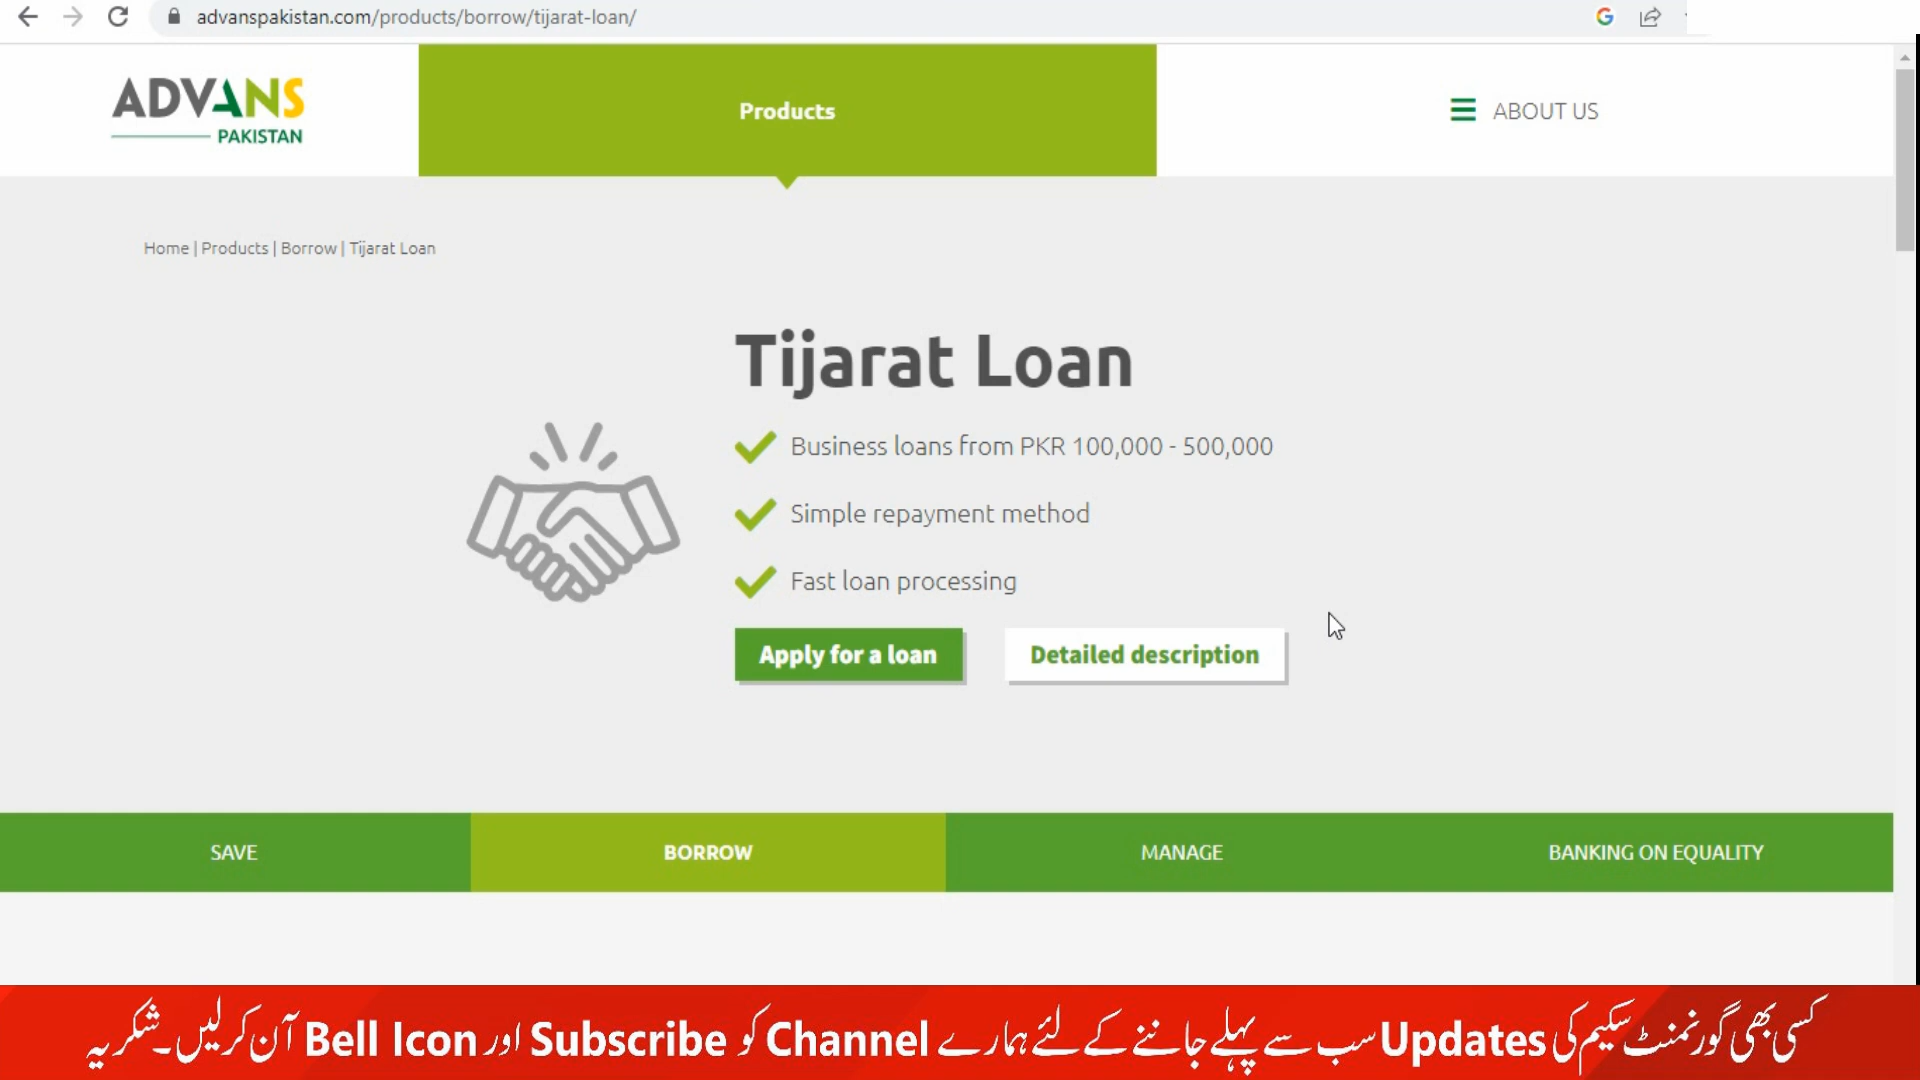 advanspakistan.com/products/borrow/tijarat-loan/
ADVANS
PAKISTAN
Products
ABOUT US
Home | Products | Borrow | Tijarat Loan
Tijarat Loan
Business loans from PKR 100,000 - 500,000
Simple repayment method
Fast loan processing
Apply for a loan
Detailed description
SAVE
BORROW
MANAGE
BANKING ON EQUALITY
کسی بھی گورنمنٹ سکیم کی Updates سب سے پہلے جاننے کے لئے ہمارے Channel کو Subscribe اور Bell Icon آن کرلیں۔ شکریہ